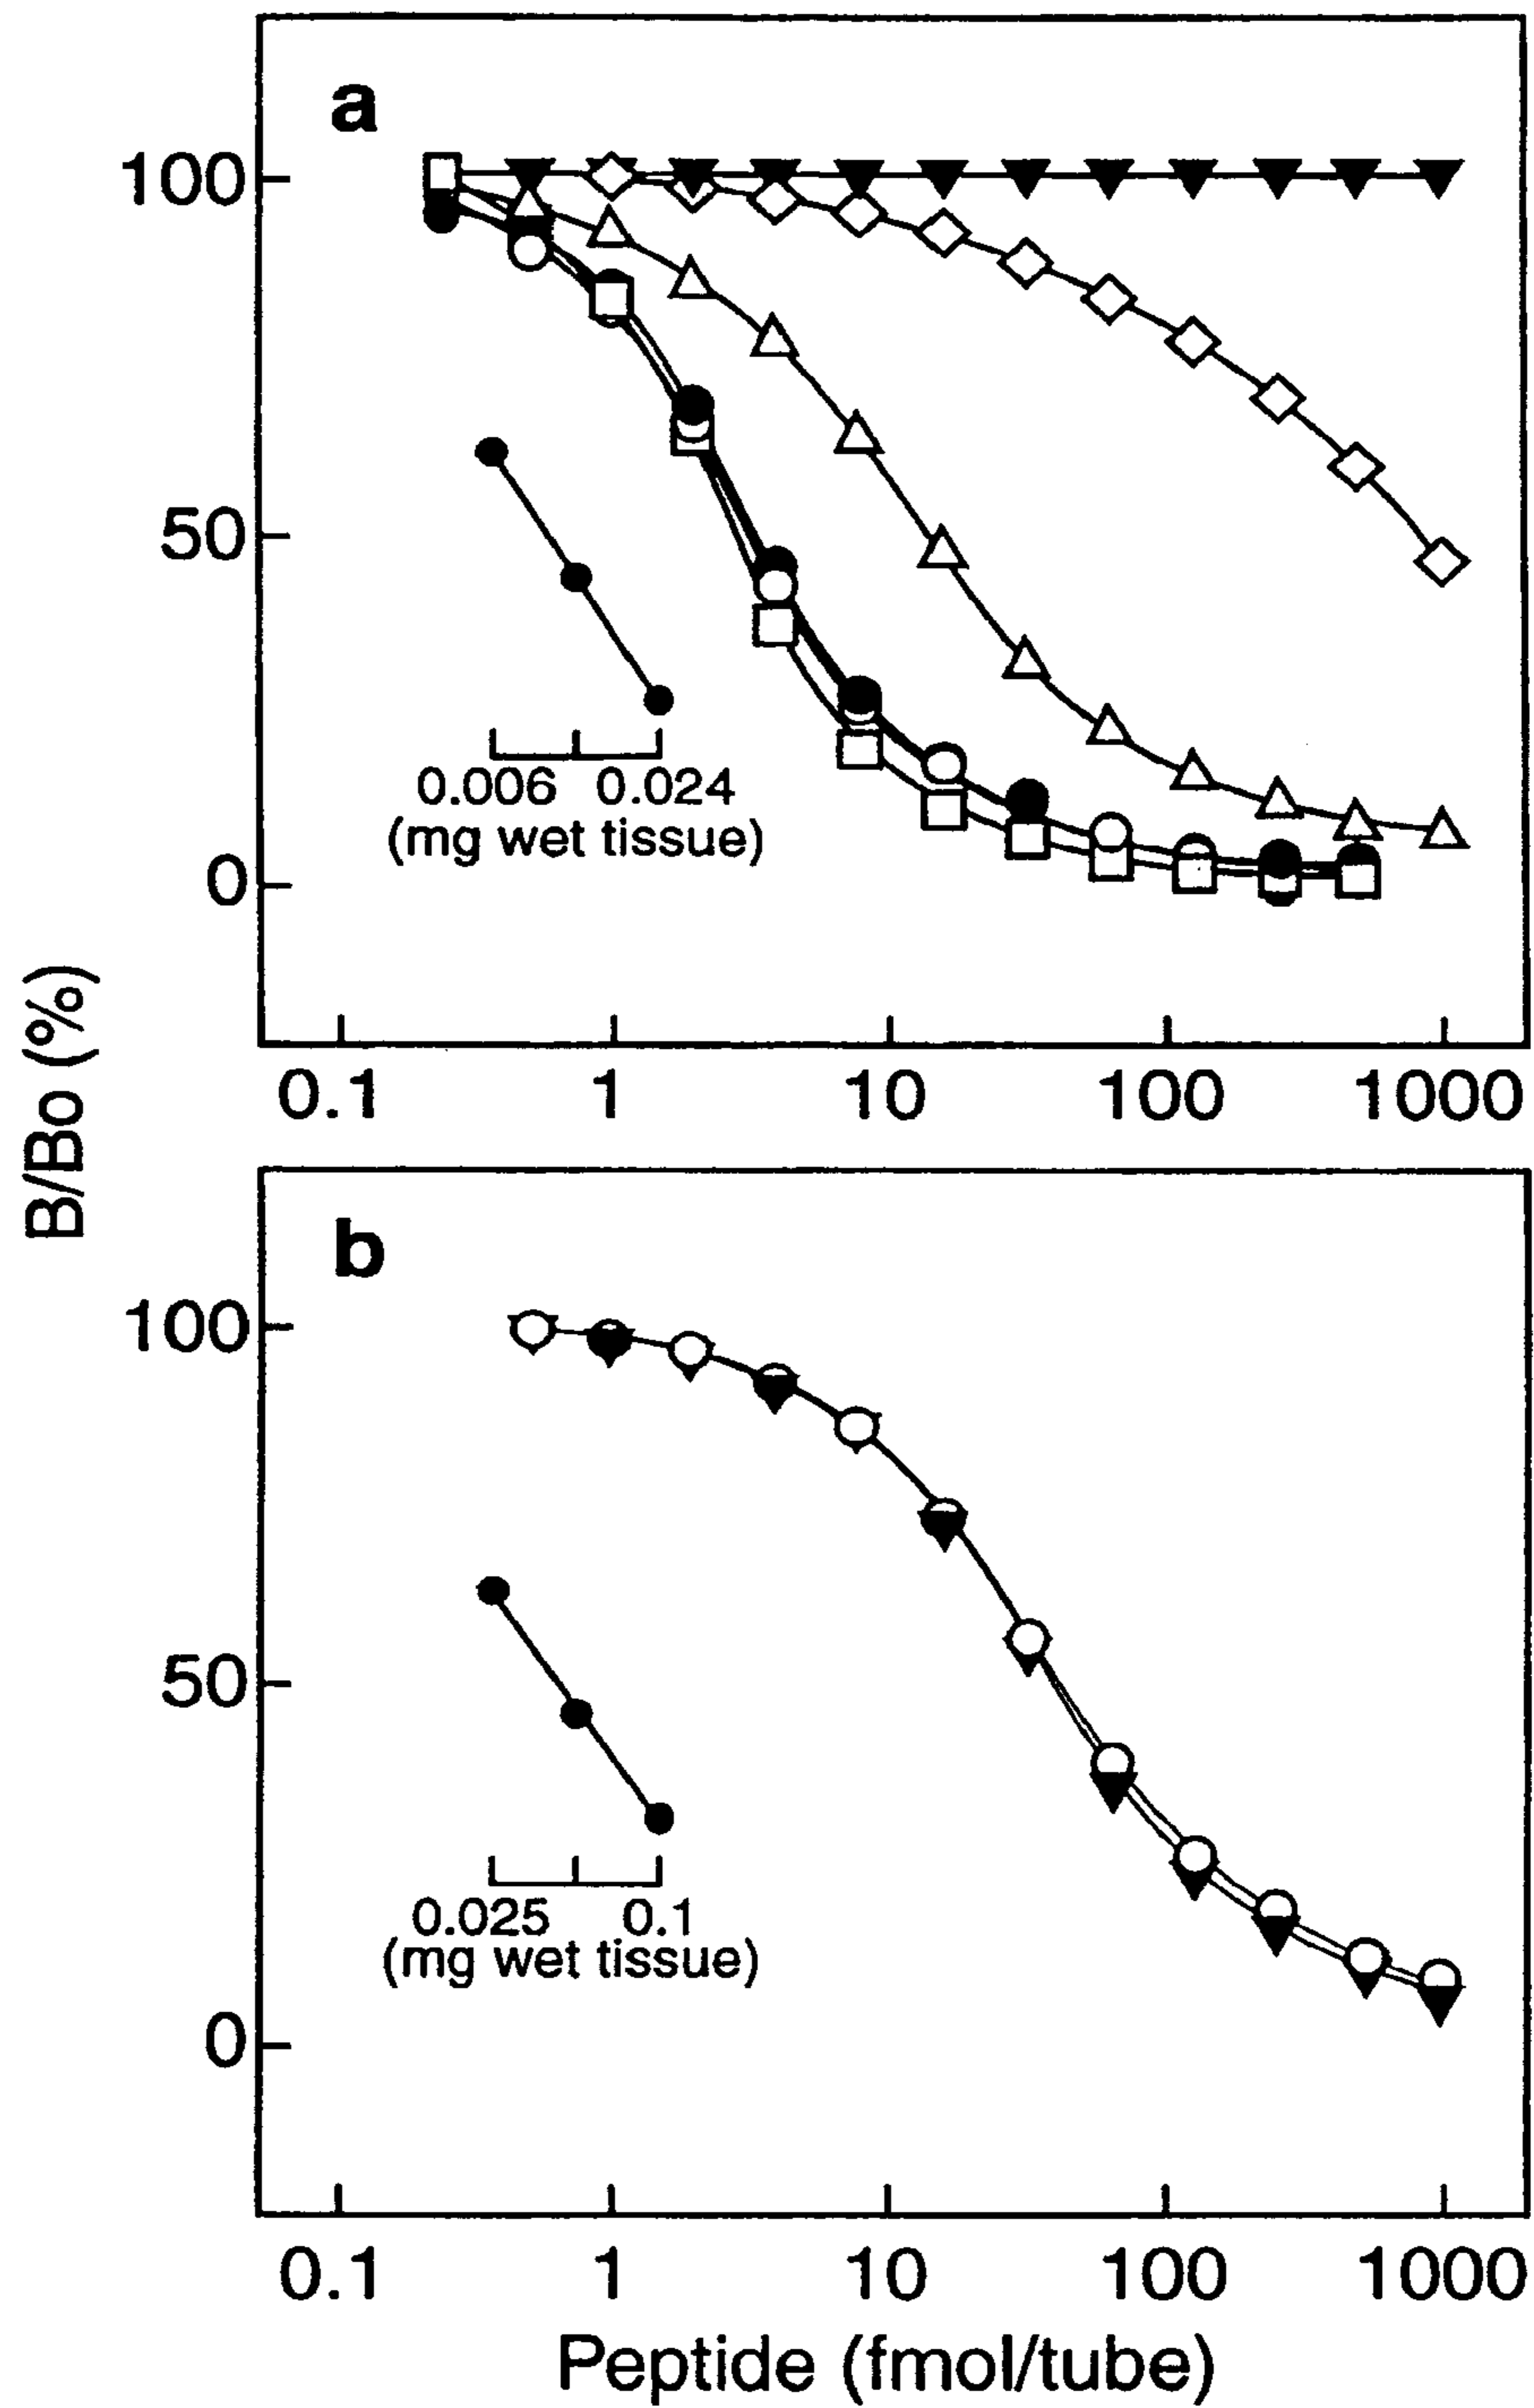 a
100
50
0
0.006 0.024
(mg wet tissue)
0.1 1 10 100 1000
B/Bo (%)
b
100
50
0
0.025 0.1
(mg wet tissue)
0.1 1 10 100 1000
Peptide (fmol/tube)